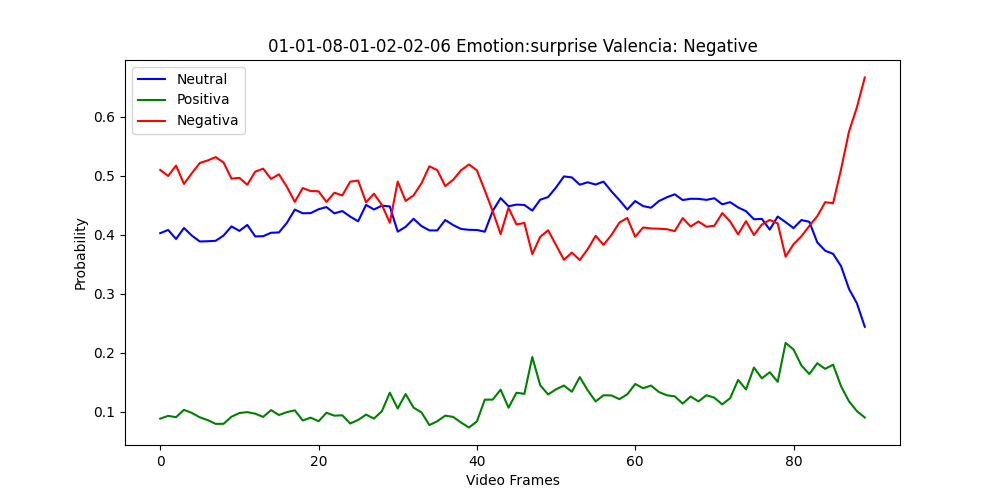 01-01-08-01-02-02-06 Emotion:surprise Valencia: Negative
Neutral
Positiva
Negativa
Probability
0.6
0.5
0.4
0.3
0.2
0.1
0 20 40 60 80
Video Frames